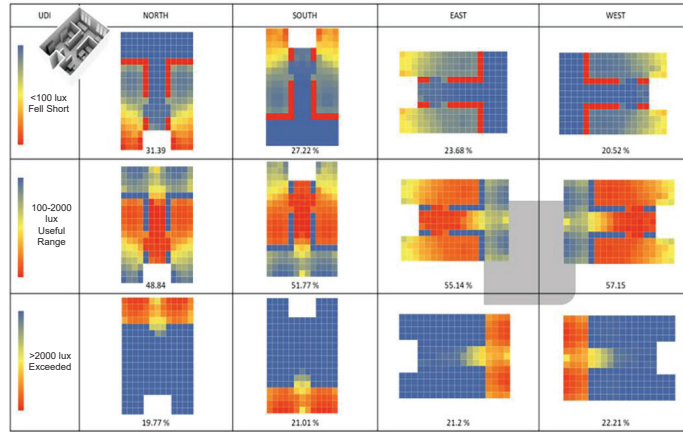 UDI
NORTH
SOUTH
EAST
WEST
<100 lux
Fell Short
31.39
27.22 %
23.68 %
20.52 %
100-2000
lux
Useful
Range
48.84
51.77 %
55.14 %
57.15
>2000 lux
Exceeded
19.77 %
21.01 %
21.2 %
22.21 %